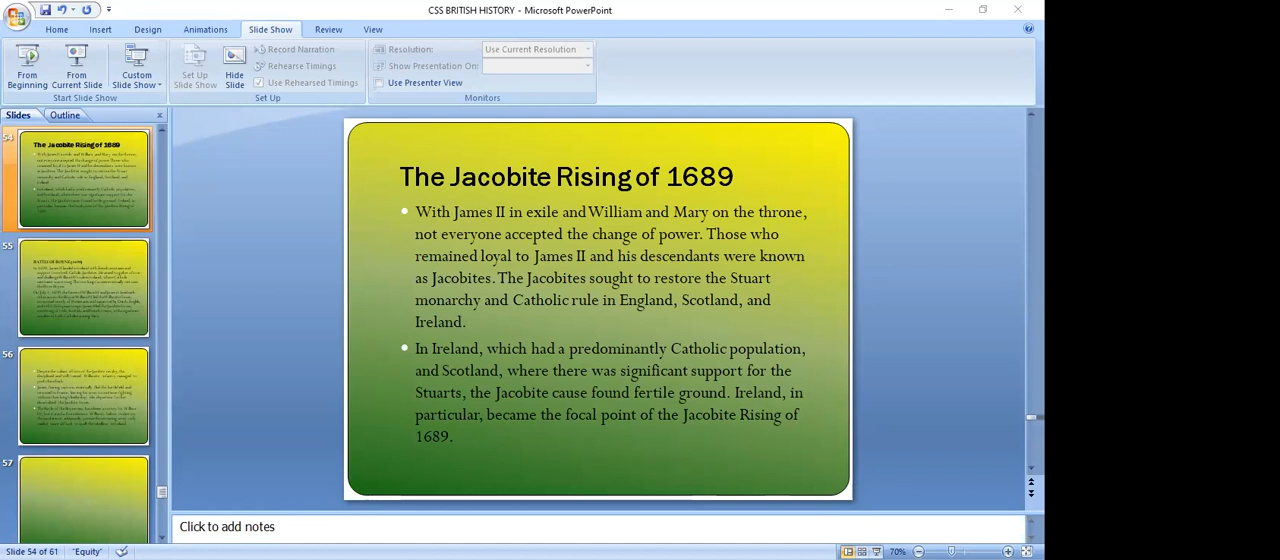 CSS BRITISH HISTORY - Microsoft PowerPoint
Home Insert Design Animations Slide Show Review View
From Beginning
From Current Slide
Custom Slide Show
Set Up Slide Show
Hide Slide
Record Narration
Rehearse Timings
Use Rehearsed Timings
Resolution: Use Current Resolution
Show Presentation On:
Use Presenter View
Start Slide Show Set Up Monitors
Slides Outline
54
The Jacobite Rising of 1689
55
56
57
The Jacobite Rising of 1689
With James II in exile and William and Mary on the throne,
not everyone accepted the change of power. Those who
remained loyal to James II and his descendants were known
as Jacobites. The Jacobites sought to restore the Stuart
monarchy and Catholic rule in England, Scotland, and
Ireland.
In Ireland, which had a predominantly Catholic population,
and Scotland, where there was significant support for the
Stuarts, the Jacobite cause found fertile ground. Ireland, in
particular, became the focal point of the Jacobite Rising of
1689.
Click to add notes
Slide 54 of 61 "Equity" 70%